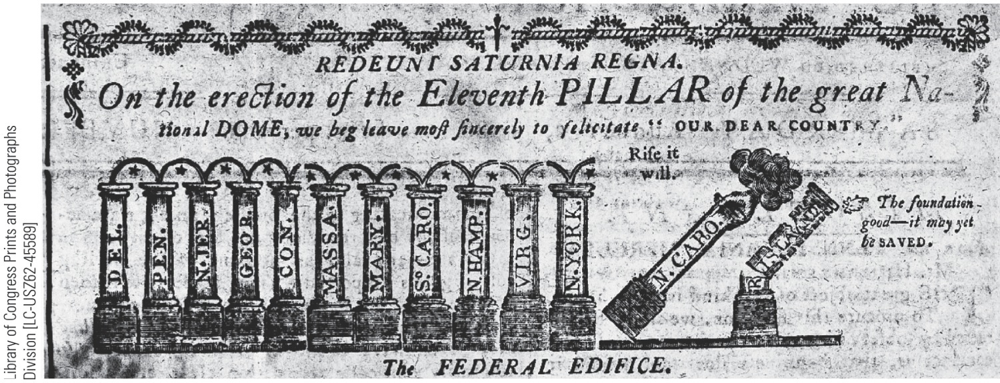 Library of Congress Prints and Photographs
Division [LC-USZ62-45589]
REDEUNT SATURNIA REGNA.
On the erection of the Eleventh PILLAR of the great Na-
tional DOME, we beg leave moſt ſincerely to felicitate "OUR DEAR COUNTRY."
Riſe it
will.
The foundation
good—it may yet
be SAVED.
DEL.
PEN.
N.JER.
GEOR.
CON.
MASSA.
MARY.
So. CARO.
N.HAMP.
VIRG.
N.YORK.
N. CARO.
R. ISLAND
The FEDERAL EDIFICE.